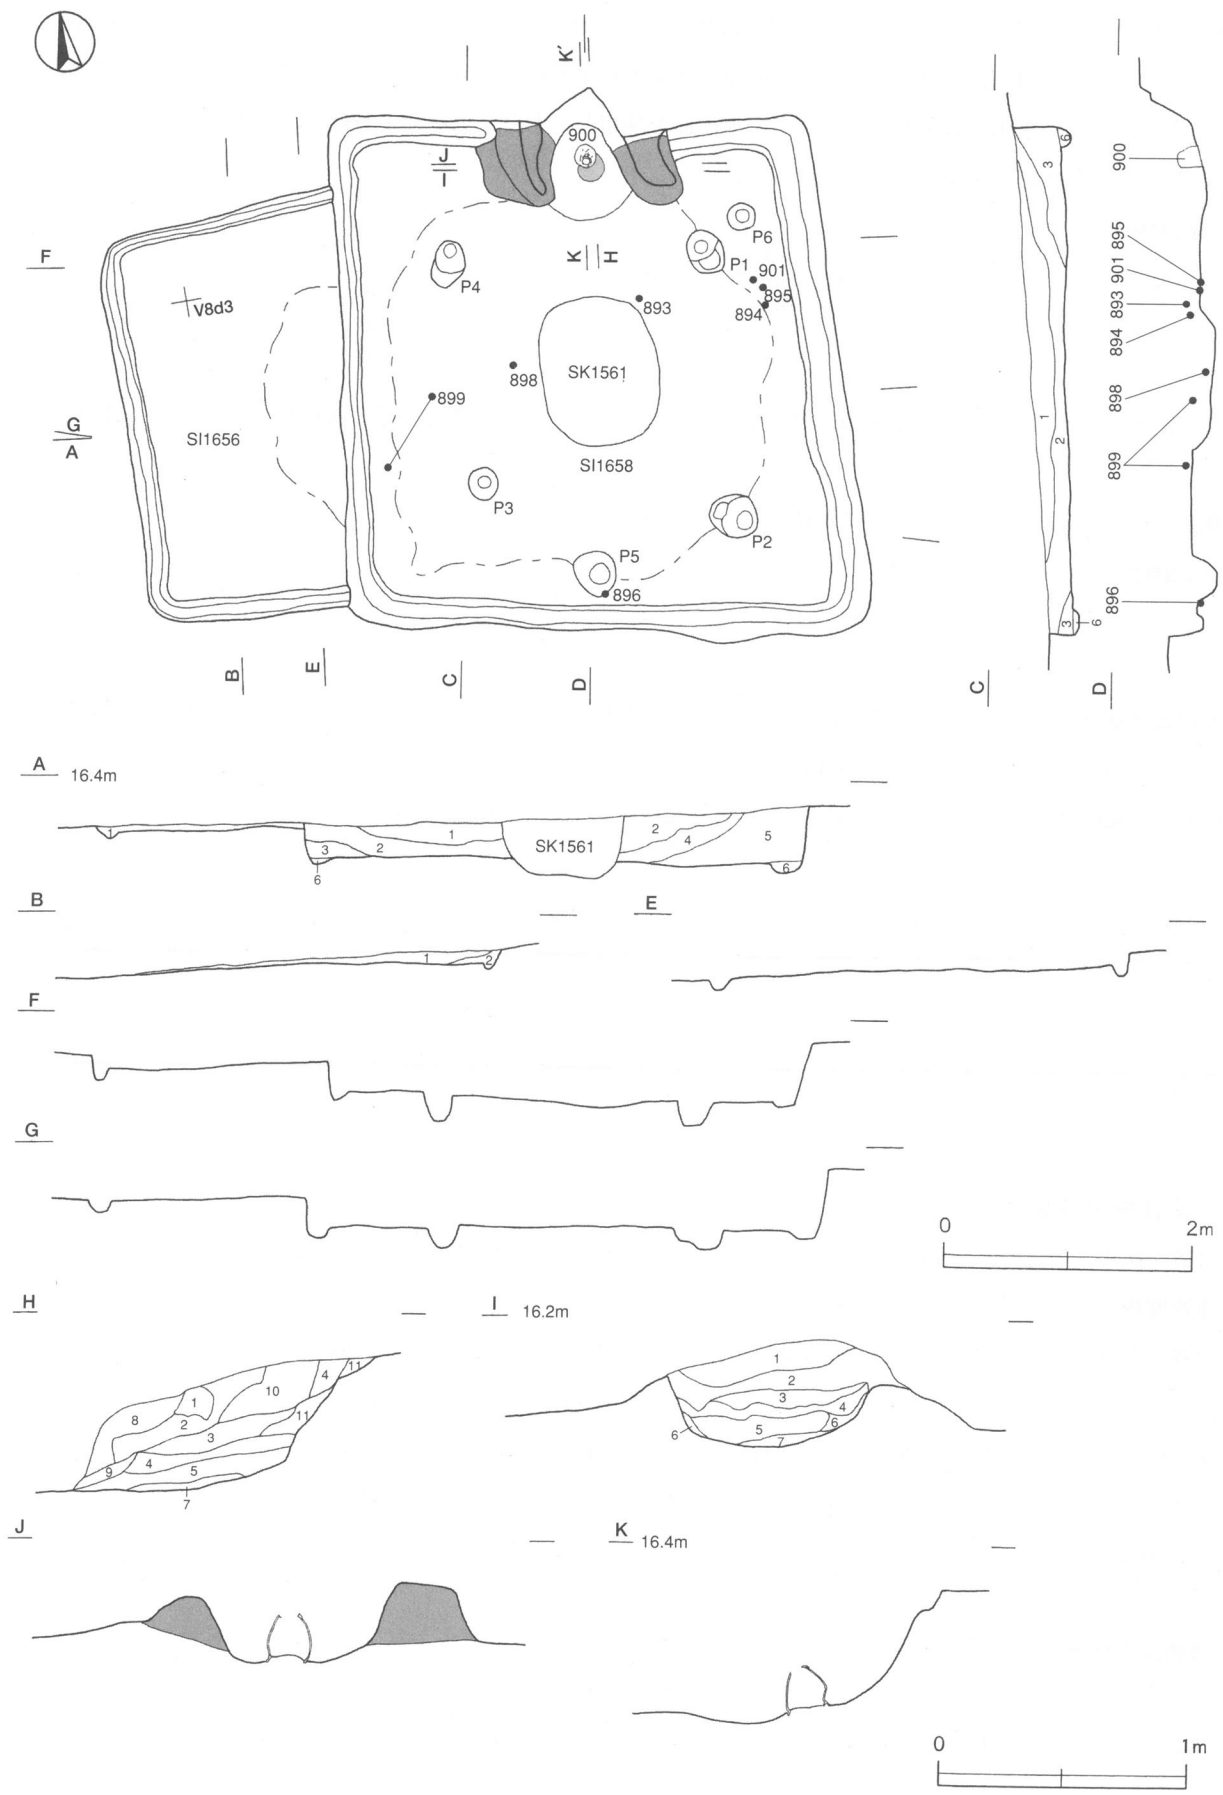 K′
900
J
I
P6
F
K H
P1
901
P4
895
V8d3
893
894
SK1561
898
899
G
A
SI1656
SI1658
P3
P2
P5
896
B
E
C
D
6
3
1
2
3
6
C
900
895
901
893
894
898
899
896
D
A 16.4m
1
1
2
3
2
4
5
SK1561
6
6
B
1
2
E
F
G
0 2m
H
8
1
2
10
4
11
3
11
9
4
5
7
I 16.2m
1
2
3
4
6
5
6
7
J
K 16.4m
0 1m